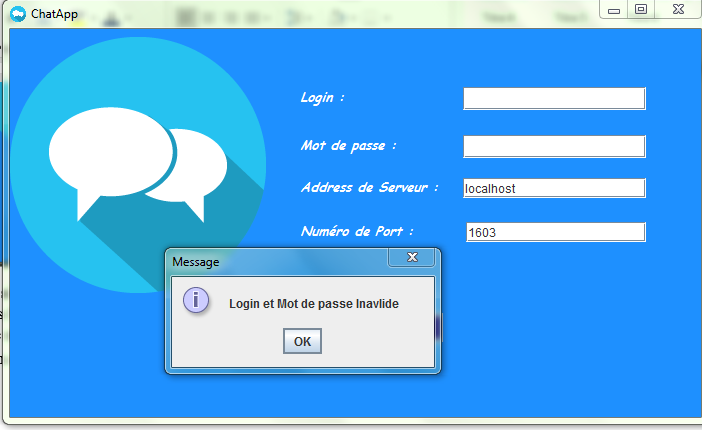 ChatApp
Login :
Mot de passe :
Address de Serveur : localhost
Numéro de Port : 1603
Message
Login et Mot de passe Inavlide
OK